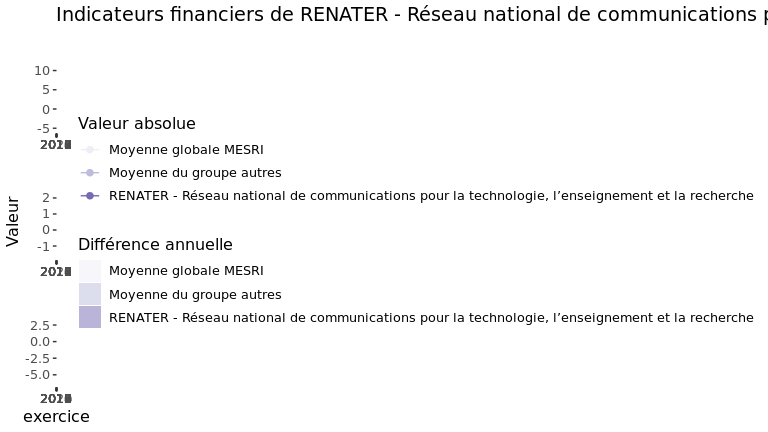 Indicateurs financiers de RENATER - Réseau national de communications
10
5
0
-5
Valeur absolue
Moyenne globale MESRI
Moyenne du groupe autres
RENATER - Réseau national de communications pour la technologie, l’enseignement et la recherche
Valeur
2
1
0
-1
Différence annuelle
Moyenne globale MESRI
Moyenne du groupe autres
RENATER - Réseau national de communications pour la technologie, l’enseignement et la recherche
2.5
0.0
-2.5
-5.0
exercice